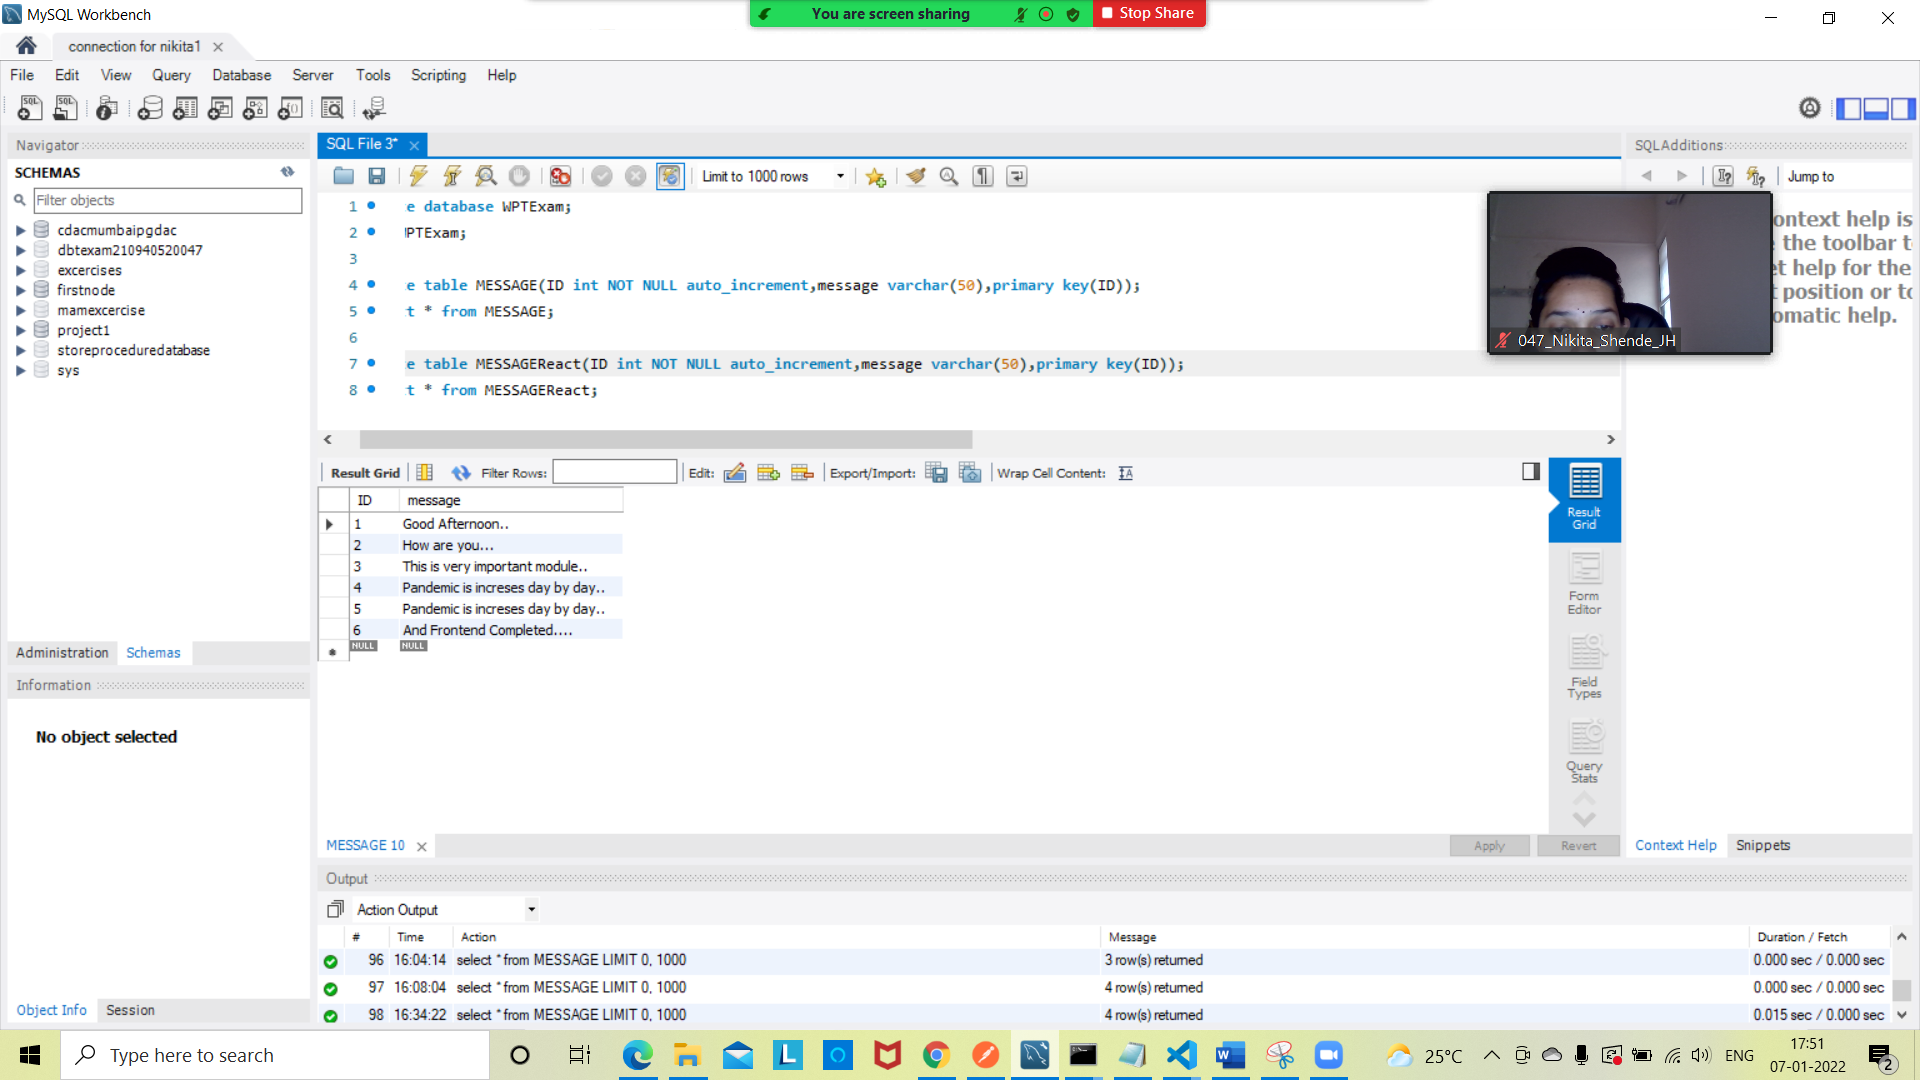 MySQL Workbench
You are screen sharing
Stop Share
connection for nikita1
File Edit View Query Database Server Tools Scripting Help
Navigator
SCHEMAS
Filter objects
cdacmumbaipgdac
dbtexam210940520047
excercises
firstnode
mamexcercise
project1
storeproceduredatabase
sys
Administration Schemas
Information
No object selected
Object Info Session
SQL File 3*
Limit to 1000 rows
1 e database WPTExam;
2 PTExam;
3
4 e table MESSAGE(ID int NOT NULL auto_increment,message varchar(50),primary key(ID));
5 t * from MESSAGE;
6
7 e table MESSAGEReact(ID int NOT NULL auto_increment,message varchar(50),primary key(ID));
8 t * from MESSAGEReact;
Result Grid Filter Rows: Edit: Export/Import: Wrap Cell Content:
ID message
1 Good Afternoon..
2 How are you...
3 This is very important module..
4 Pandemic is increses day by day..
5 Pandemic is increses day by day..
6 And Frontend Completed....
NULL NULL
Result Grid
Form Editor
Field Types
Query Stats
MESSAGE 10
Apply Revert
SQLAdditions
Jump to
ontext help is
the toolbar to
et help for the
position or to
omatic help.
047_Nikita_Shende_JH
Context Help Snippets
Output
Action Output
# Time Action Message Duration / Fetch
96 16:04:14 select * from MESSAGE LIMIT 0, 1000 3 row(s) returned 0.000 sec / 0.000 sec
97 16:08:04 select * from MESSAGE LIMIT 0, 1000 4 row(s) returned 0.000 sec / 0.000 sec
98 16:34:22 select * from MESSAGE LIMIT 0, 1000 4 row(s) returned 0.015 sec / 0.000 sec
Type here to search
25°C
ENG
17:51
07-01-2022
2